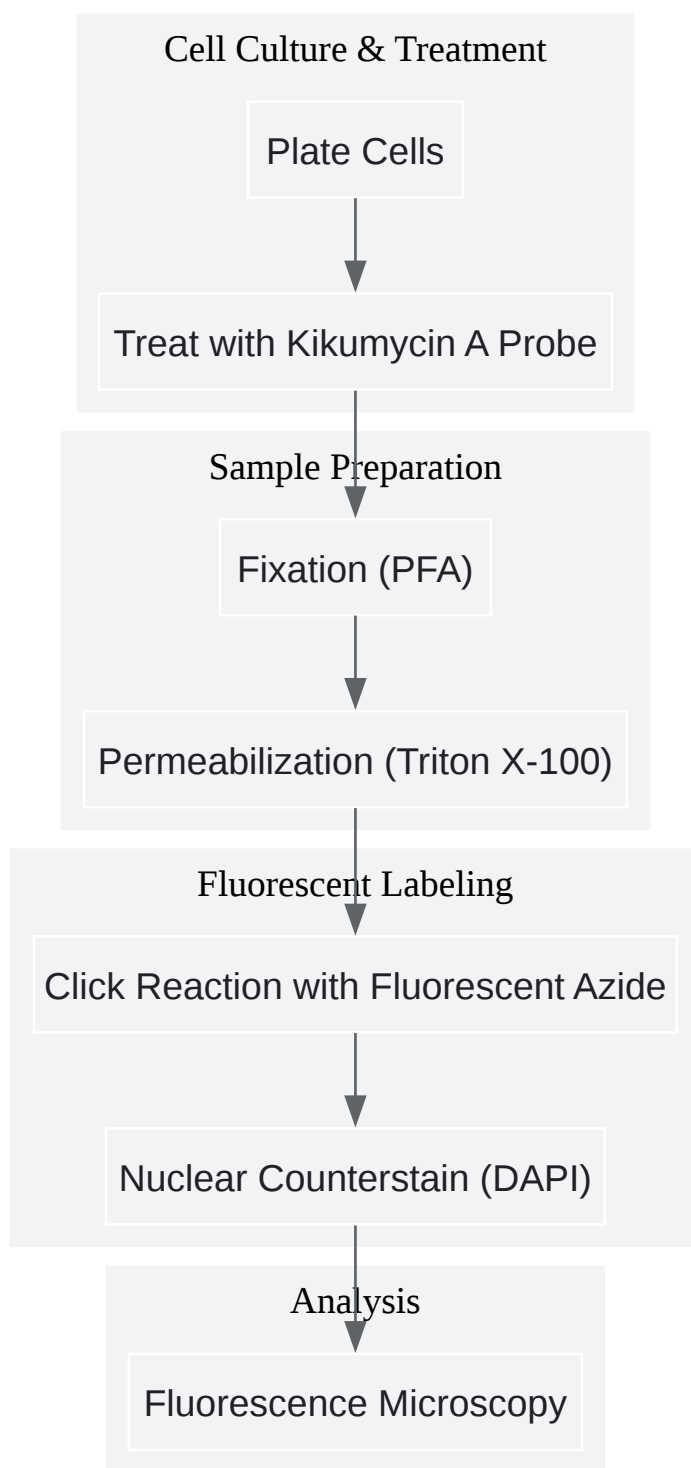 Cell Culture & Treatment
Plate Cells
Treat with Kikumycin A Probe
Sample Preparation
Fixation (PFA)
Permeabilization (Triton X-100)
Fluorescent Labeling
Click Reaction with Fluorescent Azide
Nuclear Counterstain (DAPI)
Analysis
Fluorescence Microscopy